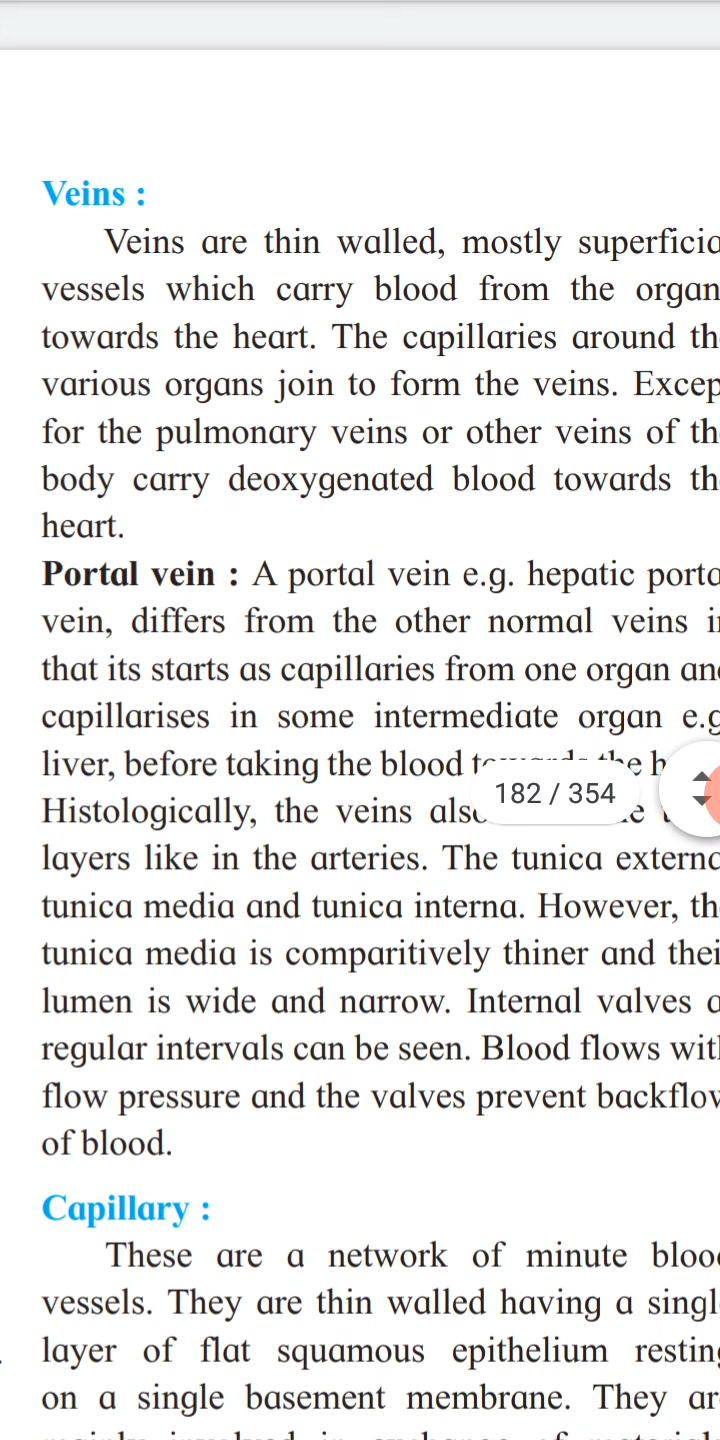 Veins :
Veins are thin walled, mostly superficia
vessels which carry blood from the organ
towards the heart. The capillaries around th
various organs join to form the veins. Excep
for the pulmonary veins or other veins of th
body carry deoxygenated blood towards th
heart.
Portal vein : A portal vein e.g. hepatic porta
vein, differs from the other normal veins i
that its starts as capillaries from one organ an
capillarises in some intermediate organ e.g
liver, before taking the blood towards the h
182 / 354
Histologically, the veins also
layers like in the arteries. The tunica externa
tunica media and tunica interna. However, th
tunica media is comparitively thiner and thei
lumen is wide and narrow. Internal valves a
regular intervals can be seen. Blood flows wit
flow pressure and the valves prevent backflow
of blood.
Capillary :
These are a network of minute bloo
vessels. They are thin walled having a singl
layer of flat squamous epithelium resting
on a single basement membrane. They ar